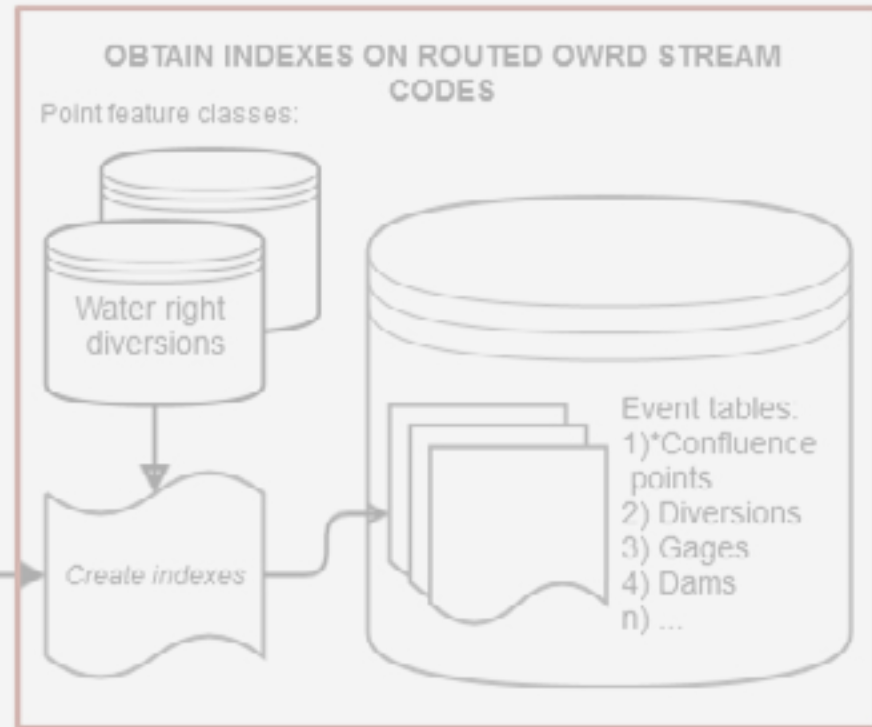 OBTAIN INDEXES ON ROUTED OWRD STREAM
CODES
Point feature classes:
Water right
diversions
Create indexes
Event tables:
1)*Confluence
points
2) Diversions
3) Gages
4) Dams
n) ...